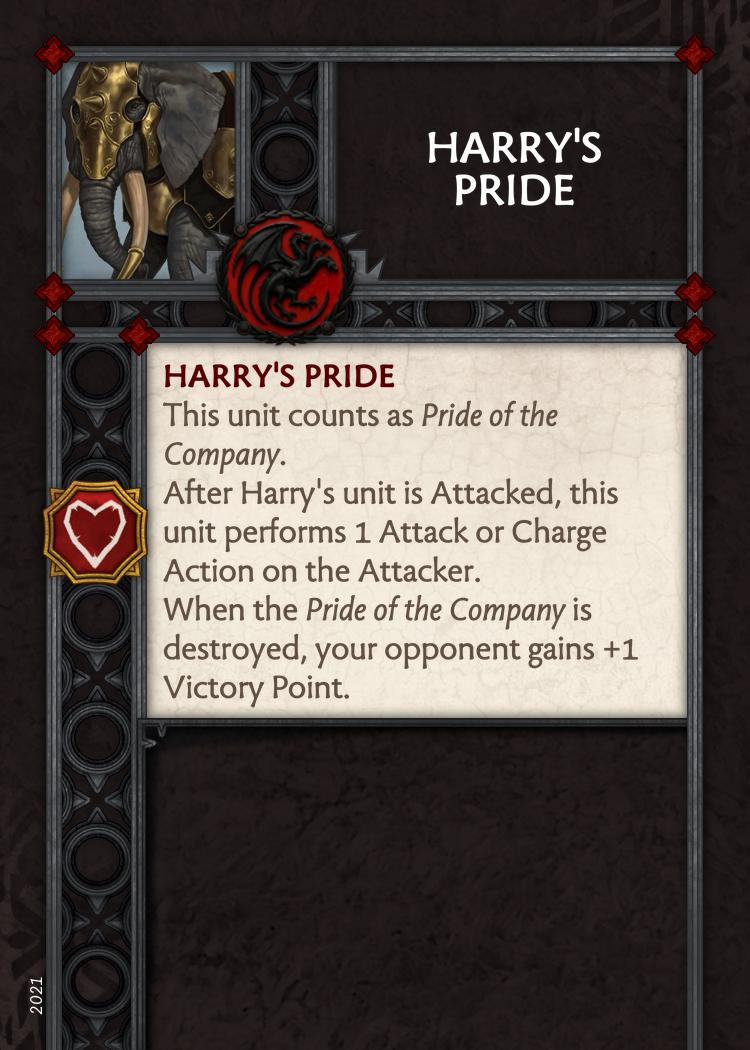 HARRY'S
PRIDE
HARRY'S PRIDE
This unit counts as Pride of the
Company.
After Harry's unit is Attacked, this
unit performs 1 Attack or Charge
Action on the Attacker.
When the Pride of the Company is
destroyed, your opponent gains +1
Victory Point.
2021